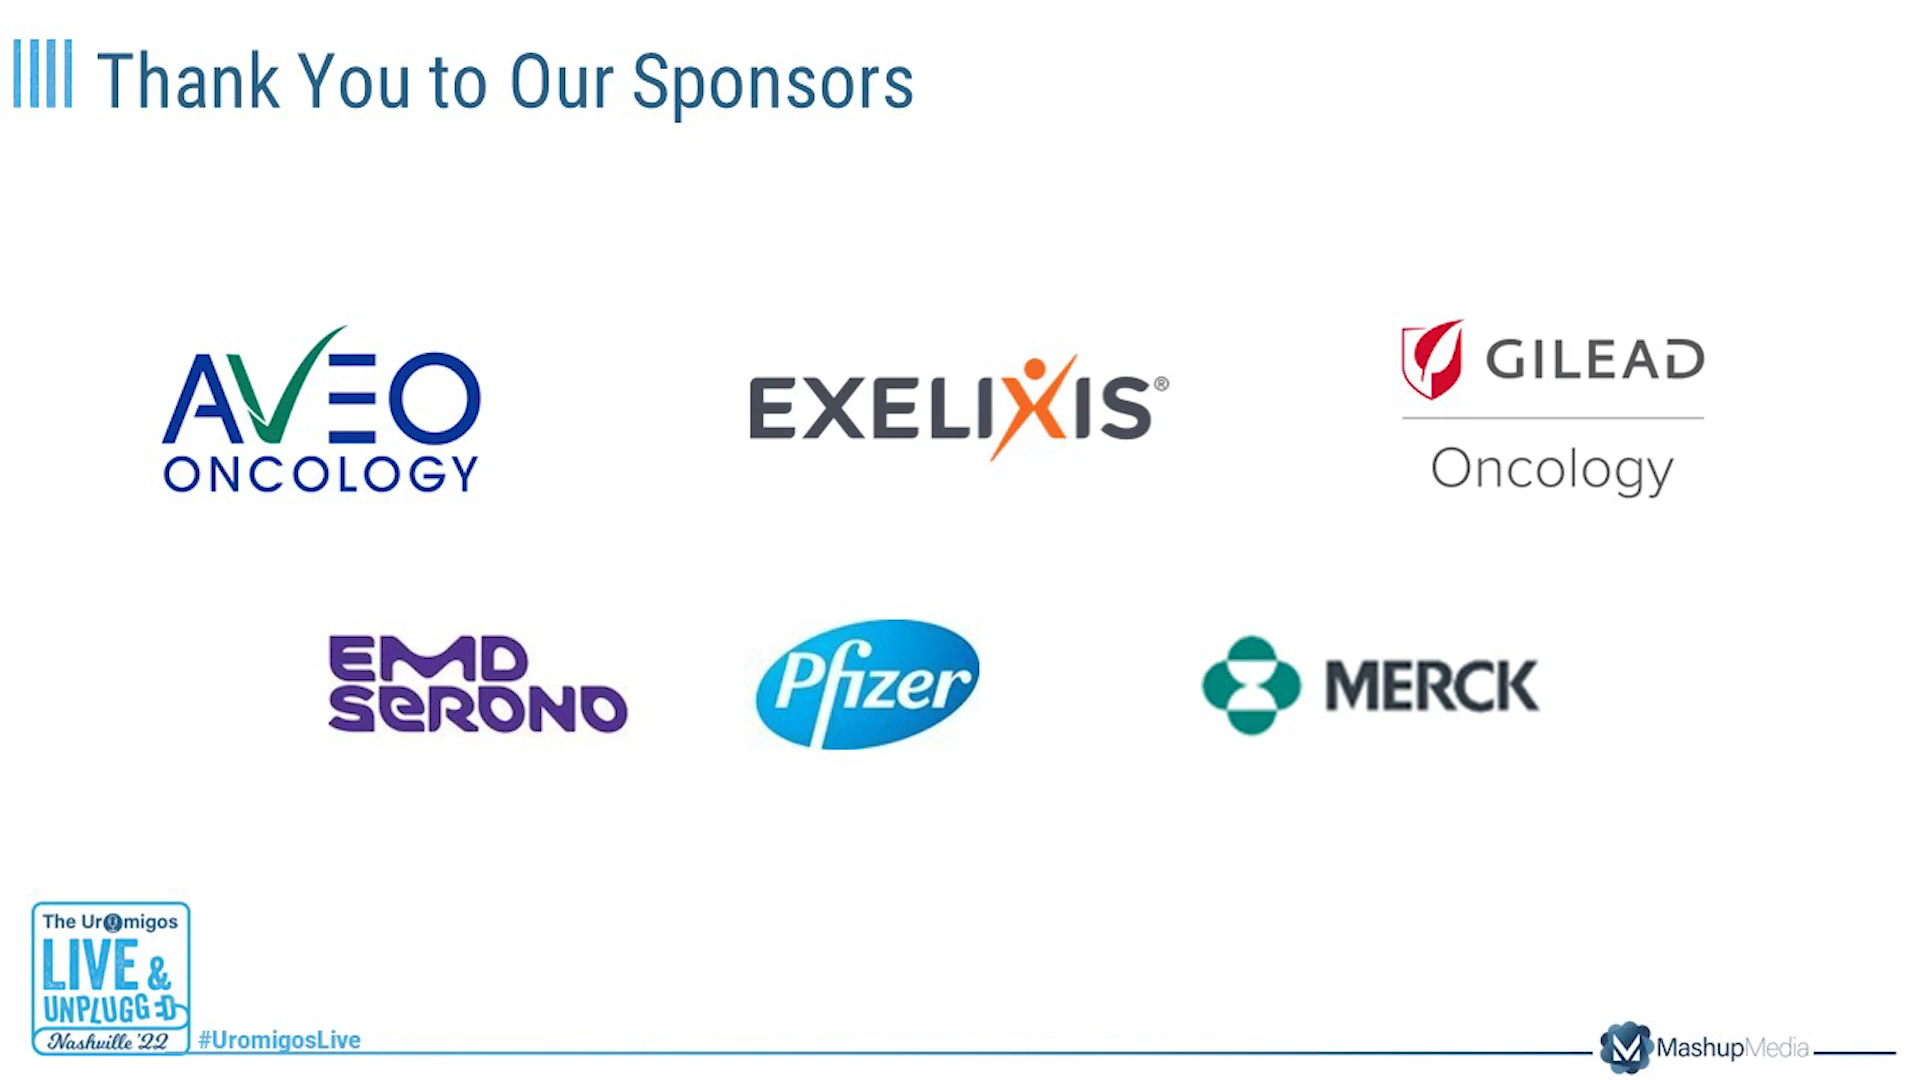 Thank You to Our Sponsors
AVEO
ONCOLOGY
EXELIXIS®
GILEAD
Oncology
EMD
SERONO
Pfizer
MERCK
The Uromigos
LIVE &
UNPLUGGED
Nashville '22
#UromigosLive
MashupMedia